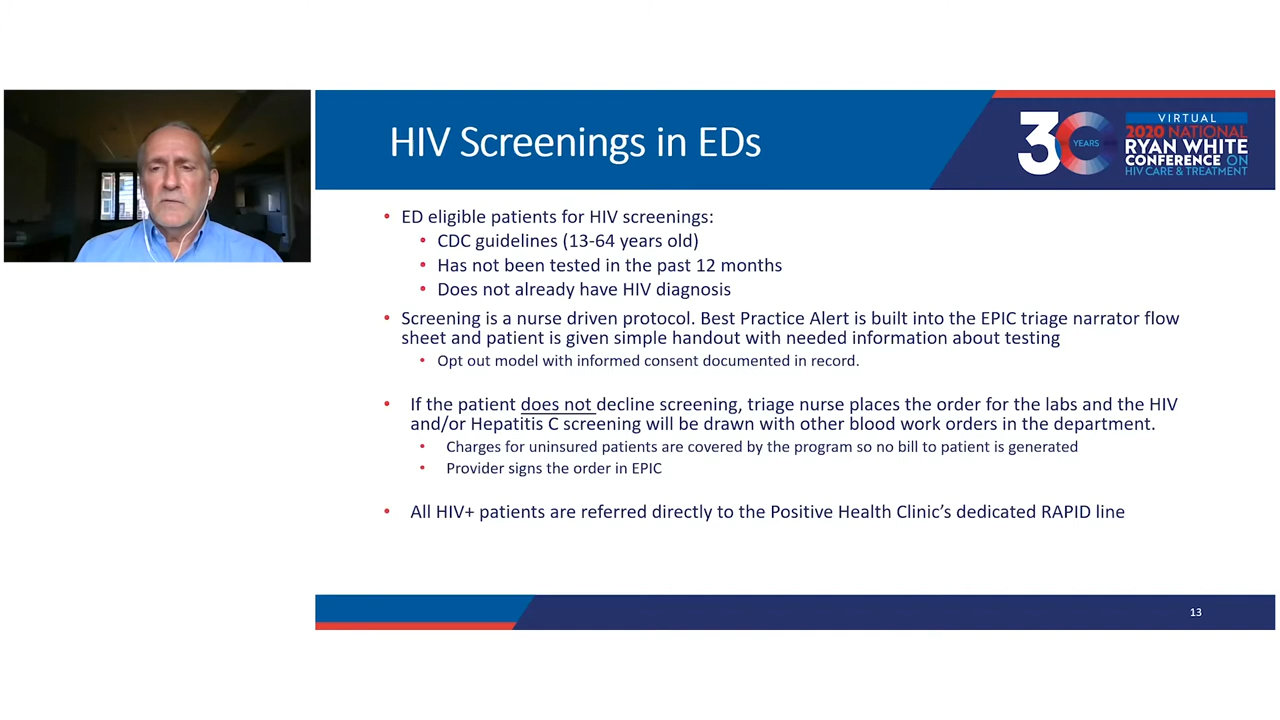 HIV Screenings in EDs
30
YEARS
VIRTUAL
2020 NATIONAL
RYAN WHITE
CONFERENCE ON
HIV CARE & TREATMENT
• ED eligible patients for HIV screenings:
• CDC guidelines (13-64 years old)
• Has not been tested in the past 12 months
• Does not already have HIV diagnosis
• Screening is a nurse driven protocol. Best Practice Alert is built into the EPIC triage narrator flow
sheet and patient is given simple handout with needed information about testing
• Opt out model with informed consent documented in record.
• If the patient does not decline screening, triage nurse places the order for the labs and the HIV
and/or Hepatitis C screening will be drawn with other blood work orders in the department.
• Charges for uninsured patients are covered by the program so no bill to patient is generated
• Provider signs the order in EPIC
• All HIV+ patients are referred directly to the Positive Health Clinic's dedicated RAPID line
13